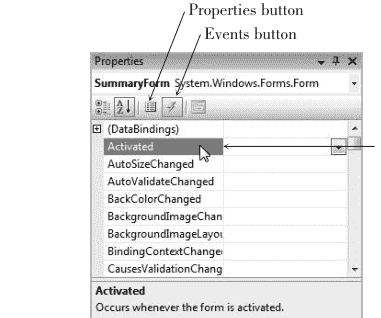 Properties button
Events button
Properties
SummaryForm System.Windows.Forms.Form
A
Z
(DataBindings)
Activated
AutoSizeChanged
AutoValidateChanged
BackColorChanged
BackgroundImageChan
BackgroundImageLayou
BindingContextChange
CausesValidationChang
Activated
Occurs whenever the form is activated.